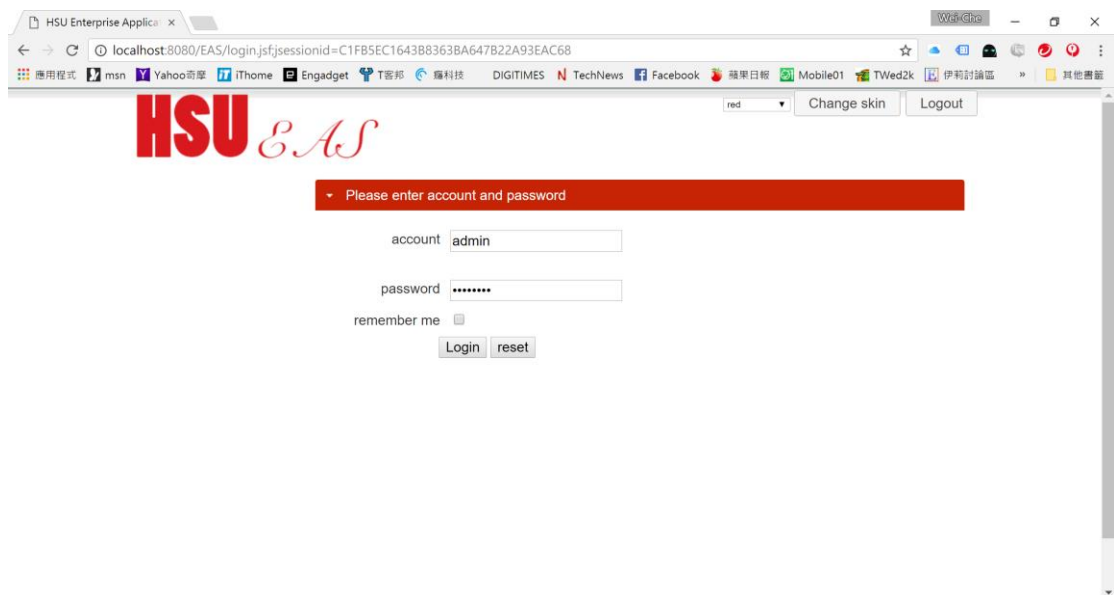 HSU Enterprise Applica
Wei-Che
localhost:8080/EAS/login.jsf;jsessionid=C1FB5EC1643B8363BA647B22A93EAC68
應用程式 msn Yahoo奇摩 iThome Engadget T客邦 癮科技 DIGITIMES TechNews Facebook 蘋果日報 Mobile01 TWed2k 伊莉討論區 » 其他書籤
HSU EAS
red Change skin Logout
Please enter account and password
account admin
password ••••••••
remember me
Login reset